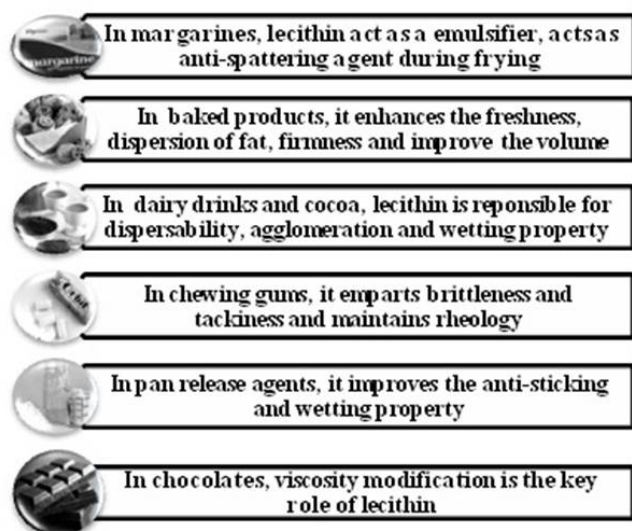 In margarines, lecithin act as a emulsifier, acts as
anti-spattering agent during frying
margarine
In baked products, it enhances the freshness,
dispersion of fat, firmness and improve the volume
In dairy drinks and cocoa, lecithin is reponsible for
dispersability, agglomeration and wetting property
In chewing gums, it emparts brittleness and
tackiness and maintains rheology
Orbit
In pan release agents, it improves the anti-sticking
and wetting property
In chocolates, viscosity modification is the key
role of lecithin